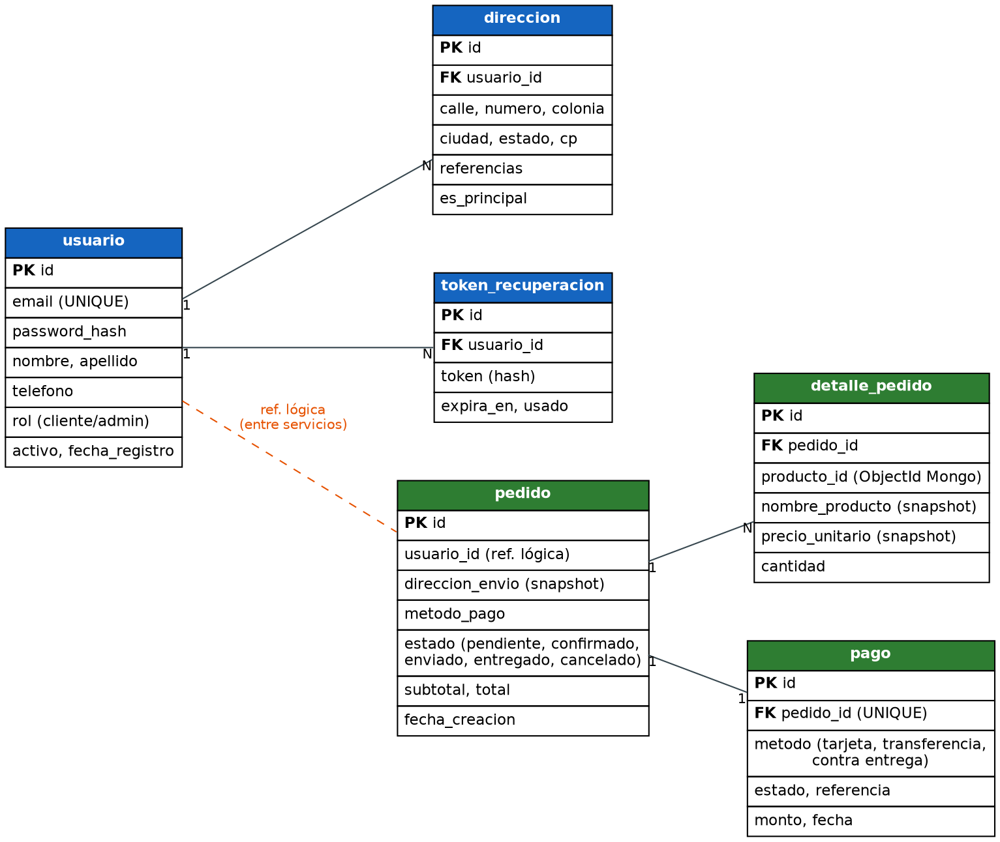 direccion
PK id
FK usuario_id
calle, numero, colonia
ciudad, estado, cp
referencias
es_principal
N
usuario
PK id
email (UNIQUE)
password_hash
nombre, apellido
telefono
rol (cliente/admin)
activo, fecha_registro
1
1
token_recuperacion
PK id
FK usuario_id
token (hash)
expira_en, usado
N
ref. lógica
(entre servicios)
pedido
PK id
usuario_id (ref. lógica)
direccion_envio (snapshot)
metodo_pago
estado (pendiente, confirmado,
enviado, entregado, cancelado)
subtotal, total
fecha_creacion
1
1
detalle_pedido
PK id
FK pedido_id
producto_id (ObjectId Mongo)
nombre_producto (snapshot)
precio_unitario (snapshot)
cantidad
N
pago
PK id
FK pedido_id (UNIQUE)
metodo (tarjeta, transferencia,
contra entrega)
estado, referencia
monto, fecha
1